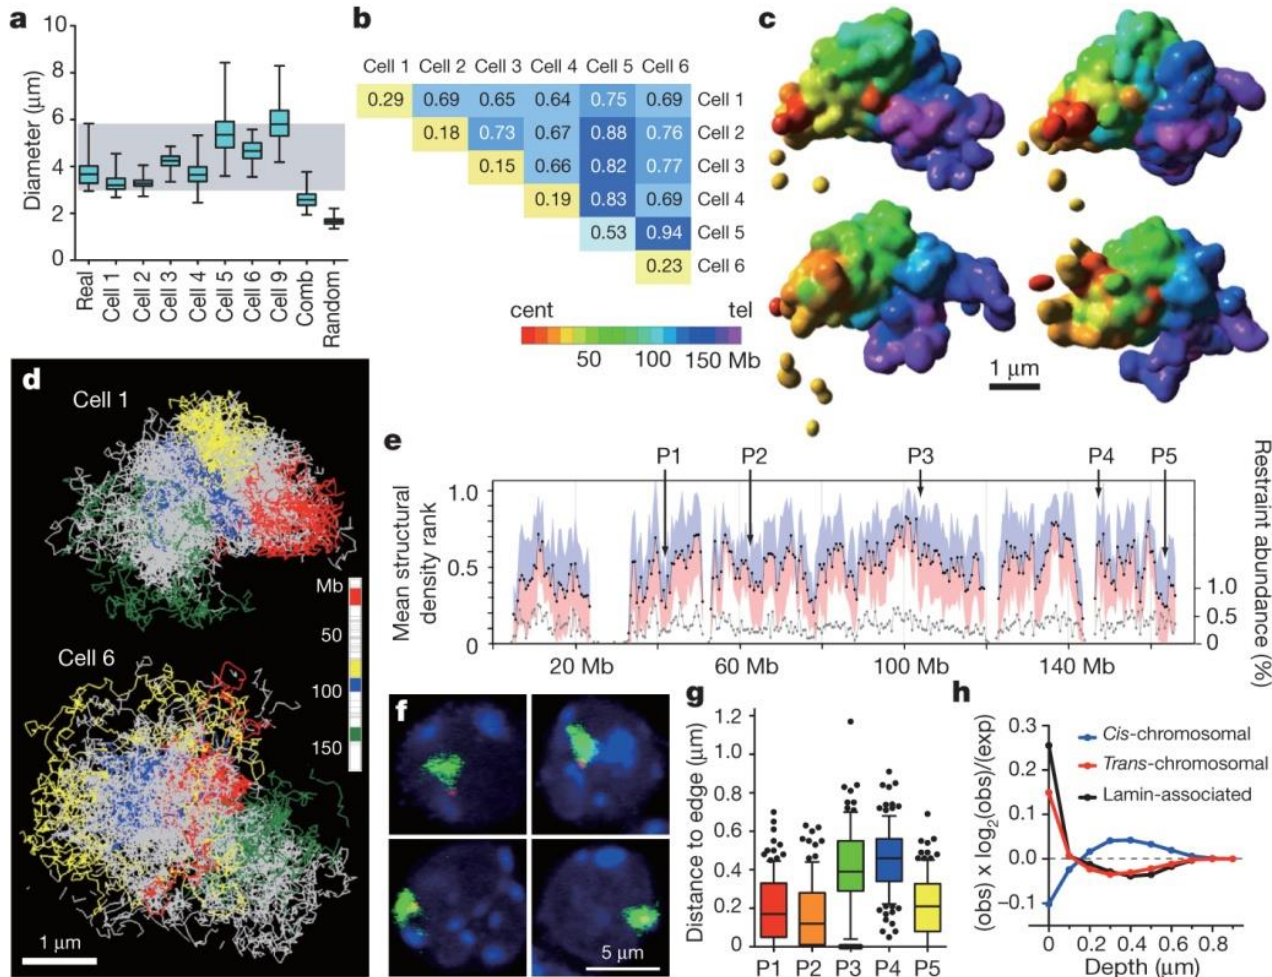 a
10
8
6
4
2
0
Diameter (μm)
Real
Cell 1
Cell 2
Cell 3
Cell 4
Cell 5
Cell 6
Cell 9
Comb
Random
b
Cell 1 Cell 2 Cell 3 Cell 4 Cell 5 Cell 6
0.29 0.69 0.65 0.64 0.75 0.69 Cell 1
0.18 0.73 0.67 0.88 0.76 Cell 2
0.15 0.66 0.82 0.77 Cell 3
0.19 0.83 0.69 Cell 4
0.53 0.94 Cell 5
0.23 Cell 6
cent tel
50 100 150 Mb
c
1 μm
d
Cell 1
Mb
50
100
150
Cell 6
1 μm
e
P1 P2 P3 P4 P5
Mean structural
density rank
1.0
0.5
0
Restraint abundance (%)
1.0
0.5
0
20 Mb 60 Mb 100 Mb 140 Mb
f
5 μm
g
Distance to edge (μm)
1.2
1.0
0.8
0.6
0.4
0.2
0
P1 P2 P3 P4 P5
h
(obs) x log2(obs)/(exp)
0.3
0.2
0.1
0.0
−0.1
Cis-chromosomal
Trans-chromosomal
Lamin-associated
0 0.2 0.4 0.6 0.8
Depth (μm)